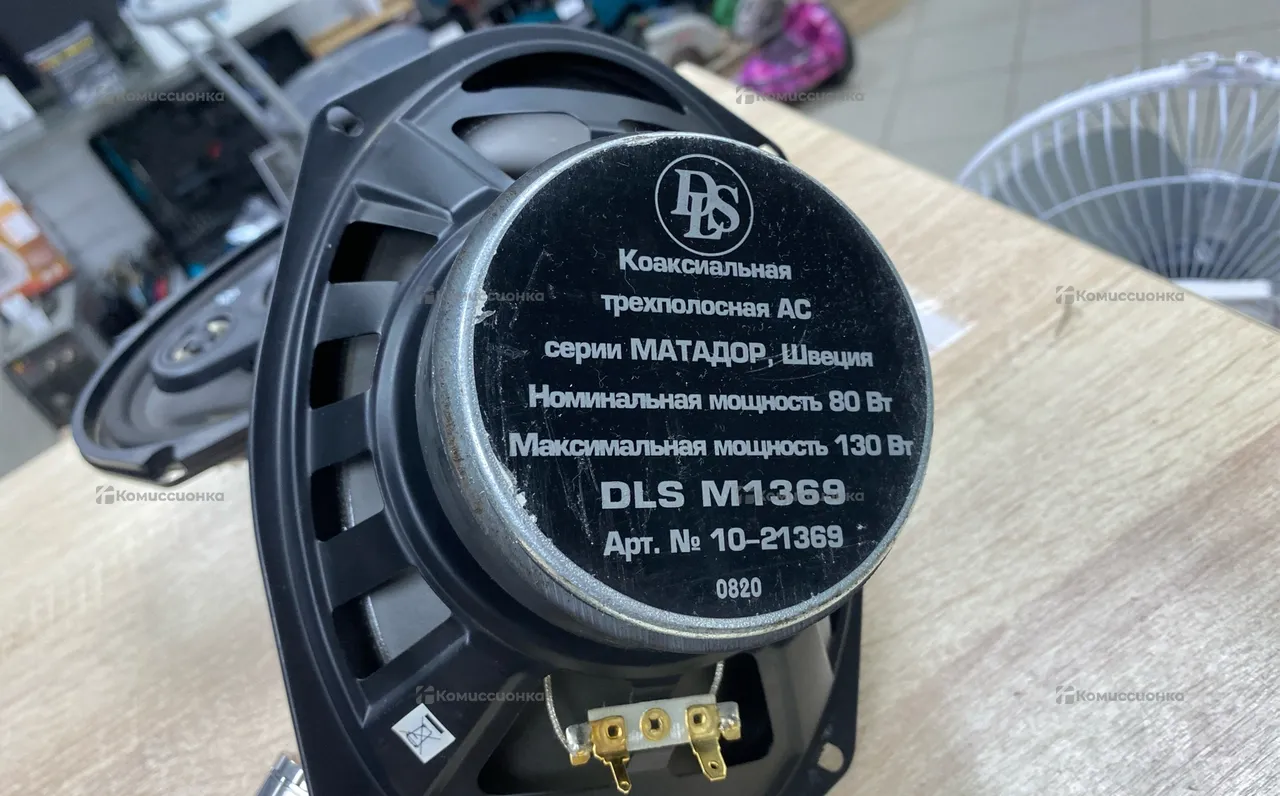 Комиссионка
Комиссионка
DLS
Коаксиальная
трехполосная АС
Комиссионка
Комиссионка
серии МАТАДОР, Швеция
Номинальная мощность 80 Вт
Максимальная мощность 130 Вт
DLS M1369
Комиссионка
Арт. № 10-21369
0820
Комиссионка
Комиссионка